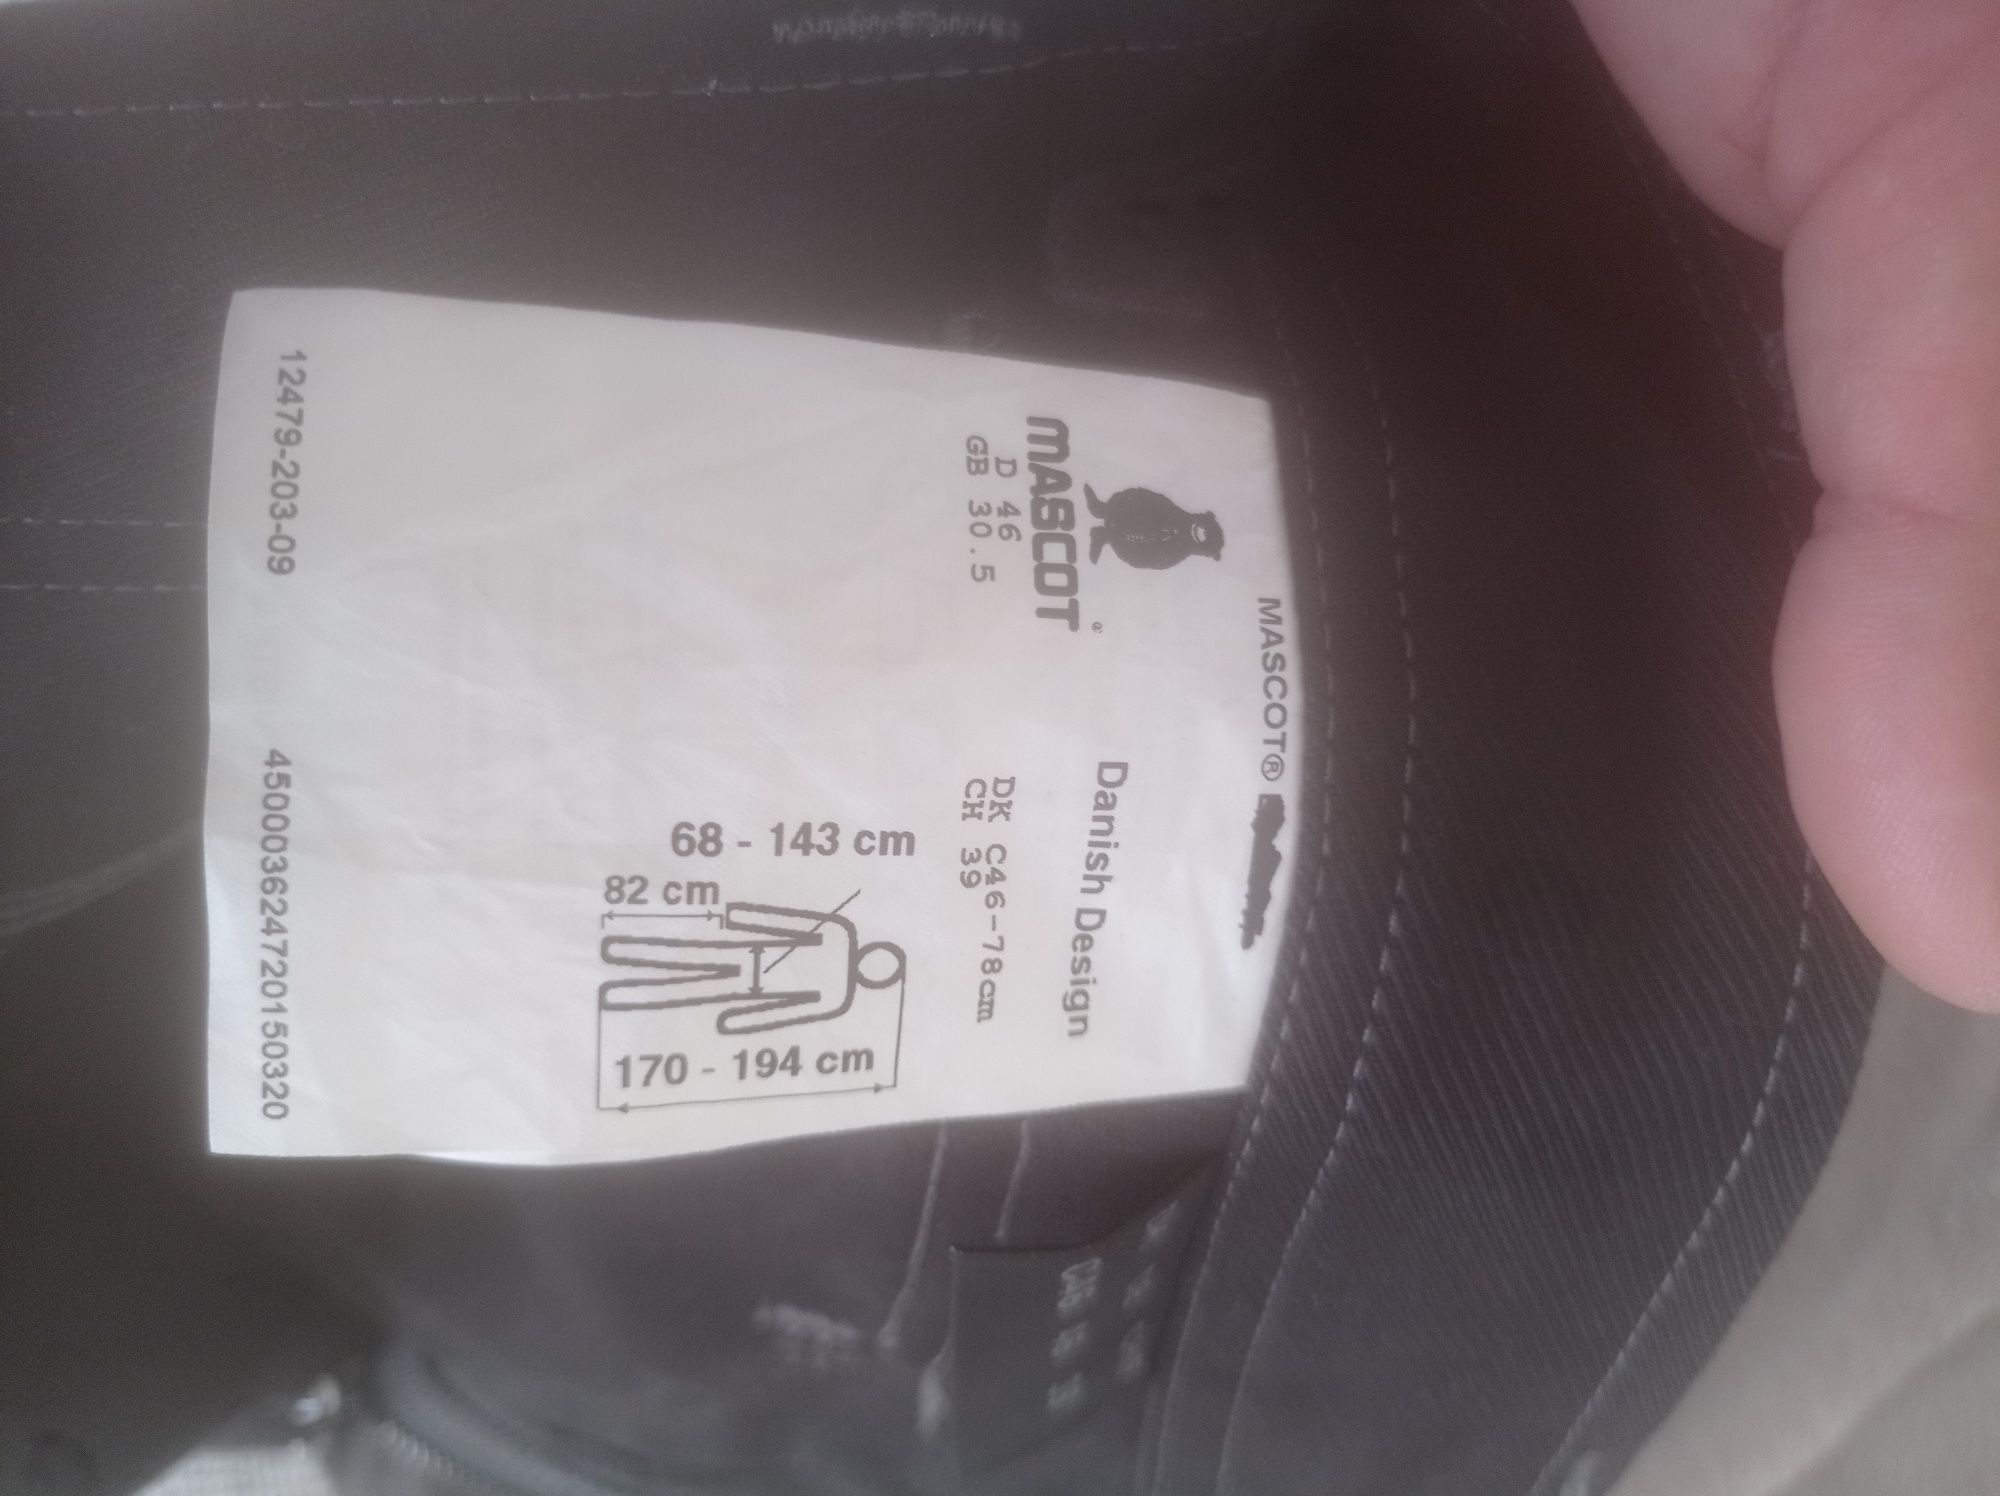 MASCOT®
MASCOT®
Danish Design
D 46
DK C46-78cm
GB 30.5
CH 39
68 - 143 cm
82 cm
170 - 194 cm
12479-203-09
450003624720150320